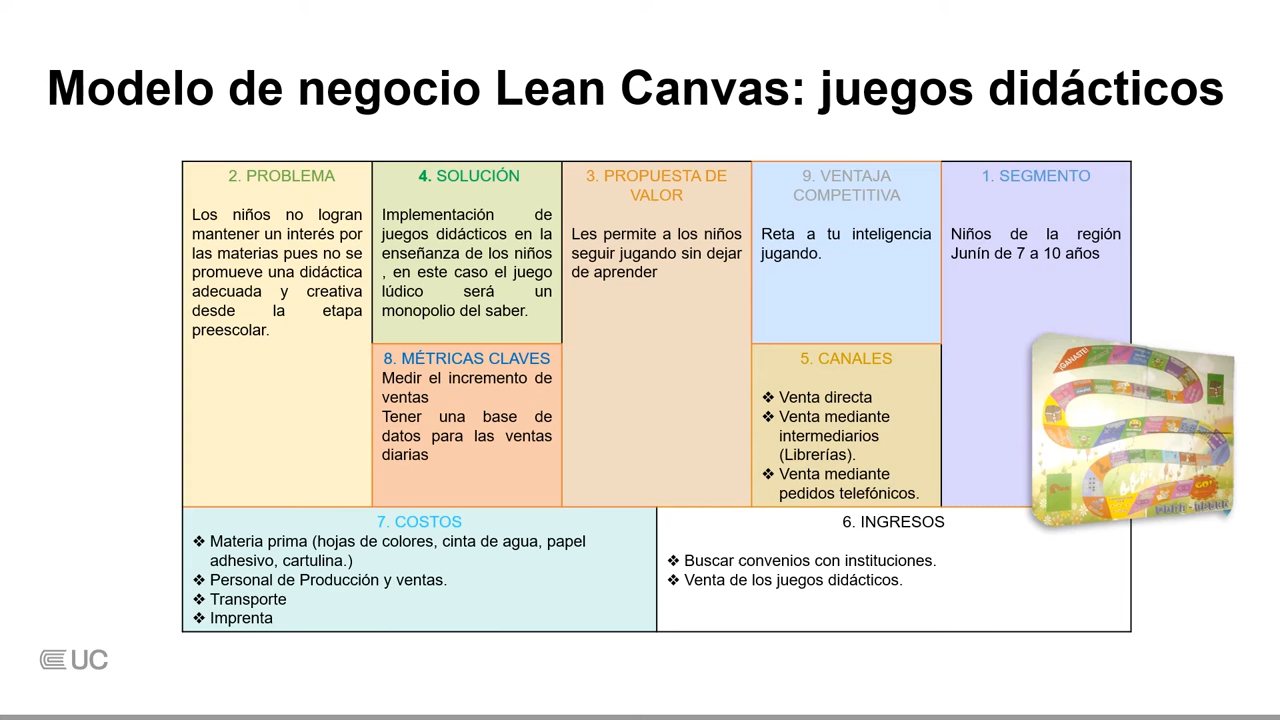 Modelo de negocio Lean Canvas: juegos didácticos
2. PROBLEMA
Los niños no logran
mantener un interés por
las materias pues no se
promueve una didáctica
adecuada y creativa
desde la etapa
preescolar.
4. SOLUCIÓN
Implementación de
juegos didácticos en la
enseñanza de los niños
, en este caso el juego
lúdico será un
monopolio del saber.
8. MÉTRICAS CLAVES
Medir el incremento de
ventas
Tener una base de
datos para las ventas
diarias
3. PROPUESTA DE
VALOR
Les permite a los niños
seguir jugando sin dejar
de aprender
9. VENTAJA
COMPETITIVA
Reta a tu inteligencia
jugando.
5. CANALES
❖ Venta directa
❖ Venta mediante
intermediarios
(Librerías).
❖ Venta mediante
pedidos telefónicos.
1. SEGMENTO
Niños de la región
Junín de 7 a 10 años
¡GANASTE!
GO!
7. COSTOS
❖ Materia prima (hojas de colores, cinta de agua, papel
adhesivo, cartulina.)
❖ Personal de Producción y ventas.
❖ Transporte
❖ Imprenta
6. INGRESOS
❖ Buscar convenios con instituciones.
❖ Venta de los juegos didácticos.
UC